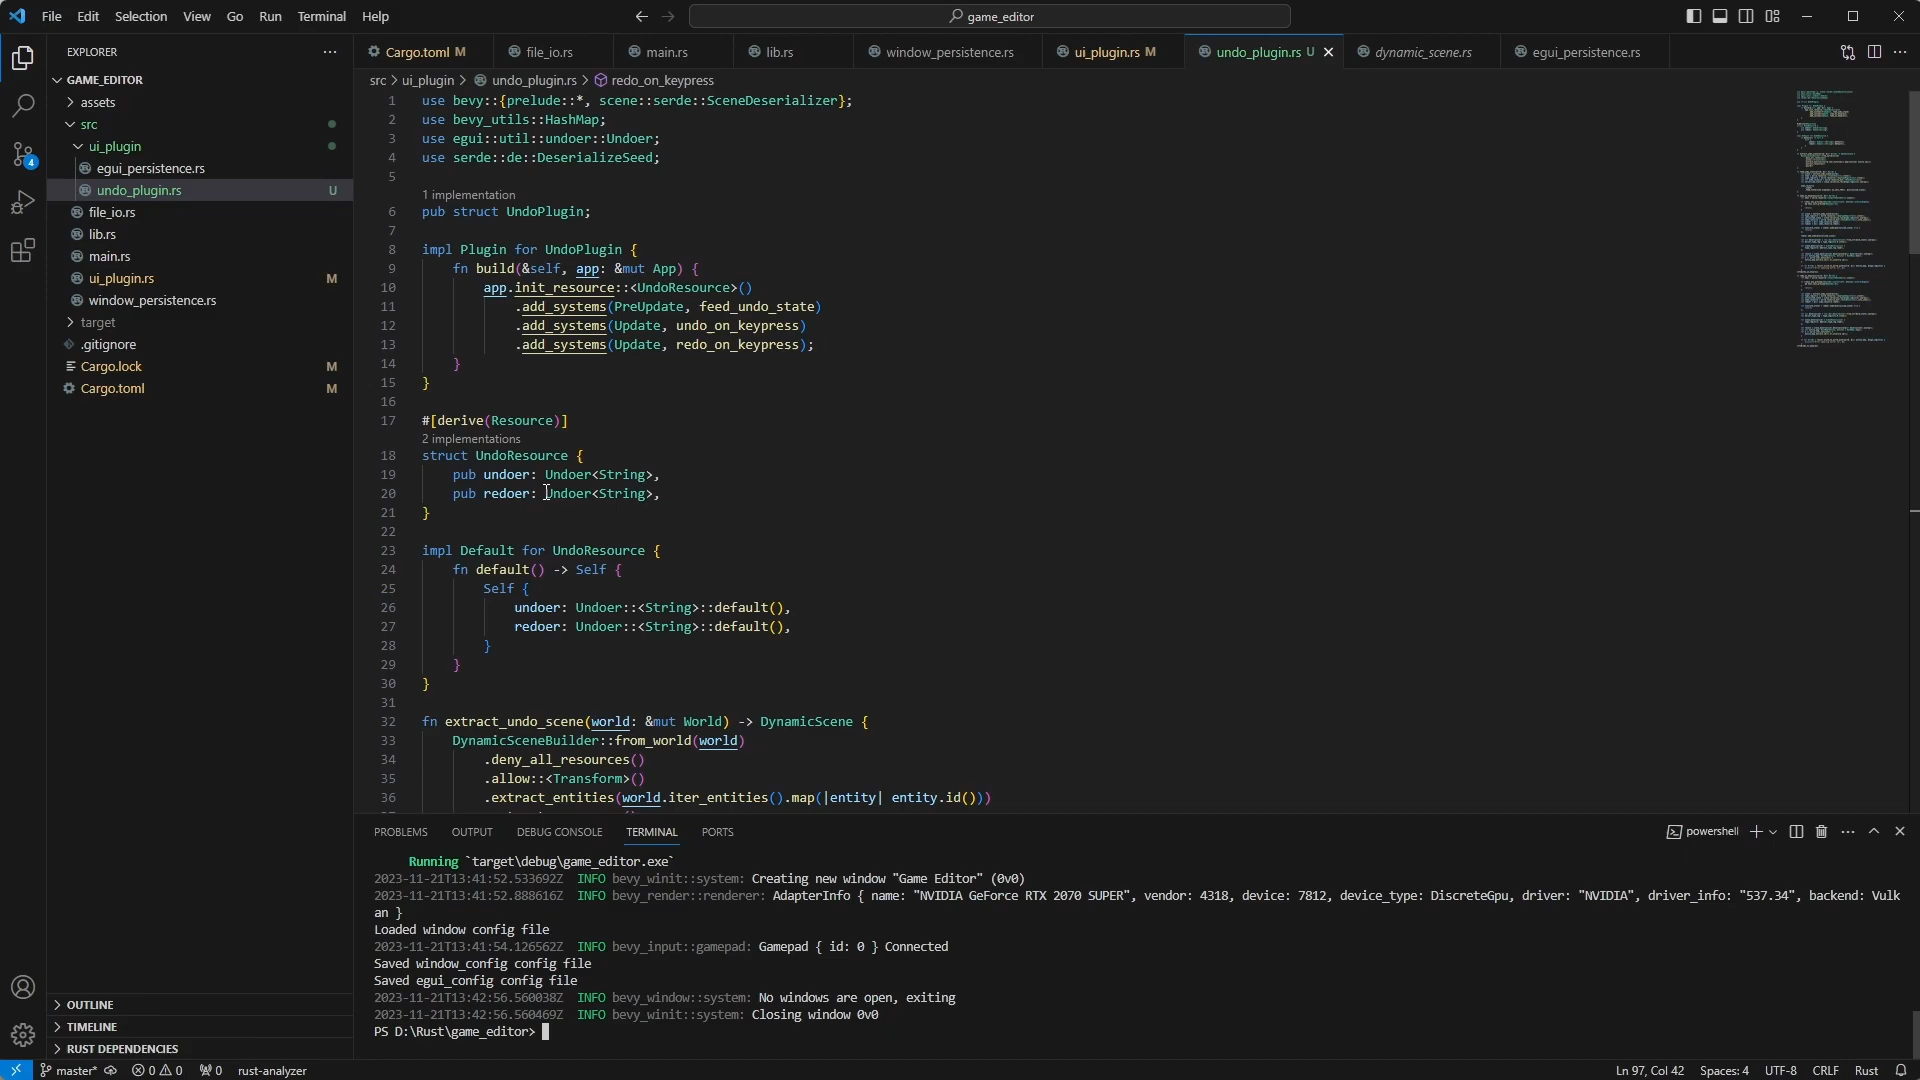 File Edit Selection View Go Run Terminal Help
game_editor
EXPLORER
GAME_EDITOR
assets
src
ui_plugin
egui_persistence.rs
undo_plugin.rs U
file_io.rs
lib.rs
main.rs
ui_plugin.rs M
window_persistence.rs
target
.gitignore
Cargo.lock M
Cargo.toml M
4
OUTLINE
TIMELINE
RUST DEPENDENCIES
Cargo.toml M file_io.rs main.rs lib.rs window_persistence.rs ui_plugin.rs M undo_plugin.rs U dynamic_scene.rs egui_persistence.rs
src > ui_plugin > undo_plugin.rs > redo_on_keypress
1 use bevy::{prelude::*, scene::serde::SceneDeserializer};
2 use bevy_utils::HashMap;
3 use egui::util::undoer::Undoer;
4 use serde::de::DeserializeSeed;
5
1 implementation
6 pub struct UndoPlugin;
7
8 impl Plugin for UndoPlugin {
9 fn build(&self, app: &mut App) {
10 app.init_resource::<UndoResource>()
11 .add_systems(PreUpdate, feed_undo_state)
12 .add_systems(Update, undo_on_keypress)
13 .add_systems(Update, redo_on_keypress);
14 }
15 }
16
17 #[derive(Resource)]
2 implementations
18 struct UndoResource {
19 pub undoer: Undoer<String>,
20 pub redoer: Undoer<String>,
21 }
22
23 impl Default for UndoResource {
24 fn default() -> Self {
25 Self {
26 undoer: Undoer::<String>::default(),
27 redoer: Undoer::<String>::default(),
28 }
29 }
30 }
31
32 fn extract_undo_scene(world: &mut World) -> DynamicScene {
33 DynamicSceneBuilder::from_world(world)
34 .deny_all_resources()
35 .allow::<Transform>()
36 .extract_entities(world.iter_entities().map(|entity| entity.id()))
PROBLEMS OUTPUT DEBUG CONSOLE TERMINAL PORTS
powershell
Running `target\debug\game_editor.exe`
2023-11-21T13:41:52.533692Z INFO bevy_winit::system: Creating new window "Game Editor" (0v0)
2023-11-21T13:41:52.888616Z INFO bevy_render::renderer: AdapterInfo { name: "NVIDIA GeForce RTX 2070 SUPER", vendor: 4318, device: 7812, device_type: DiscreteGpu, driver: "NVIDIA", driver_info: "537.34", backend: Vulk
an }
Loaded window config file
2023-11-21T13:41:54.126562Z INFO bevy_input::gamepad: Gamepad { id: 0 } Connected
Saved window_config config file
Saved egui_config config file
2023-11-21T13:42:56.560038Z INFO bevy_window::system: No windows are open, exiting
2023-11-21T13:42:56.560469Z INFO bevy_winit::system: Closing window 0v0
PS D:\Rust\game_editor>
master* 0 0 0 rust-analyzer Ln 97, Col 42 Spaces: 4 UTF-8 CRLF Rust